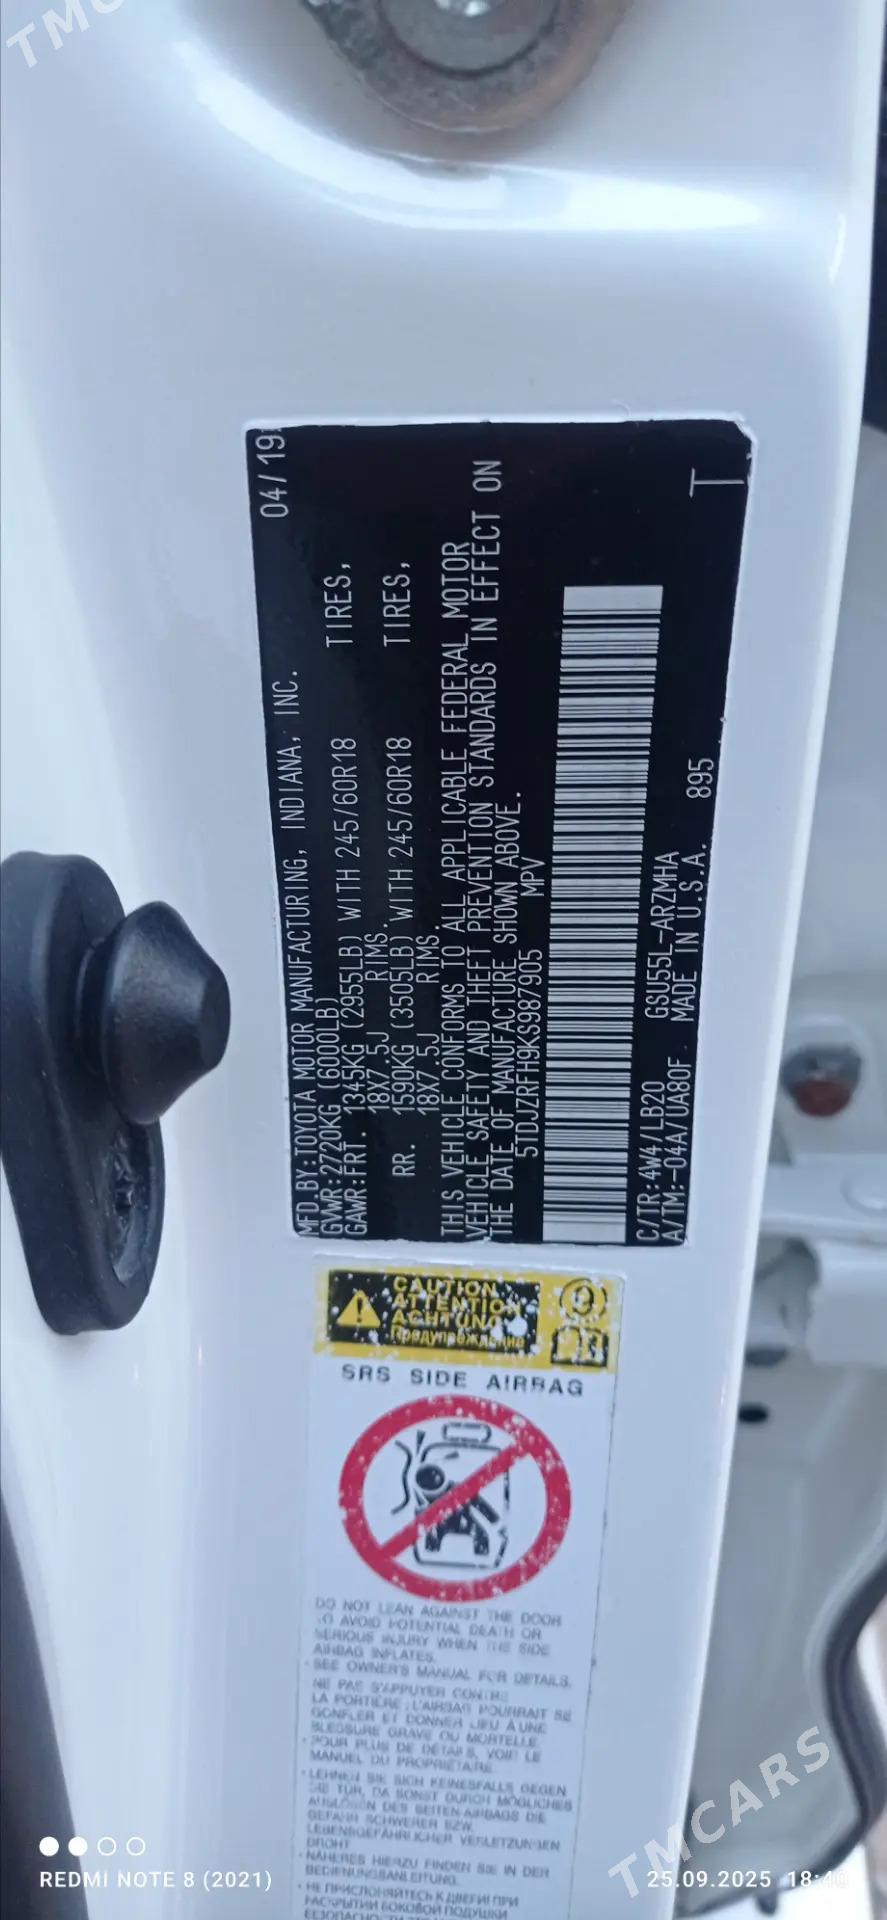 MFD.BY:TOYOTA MOTOR MANUFACTURING, INDIANA, INC. 04/19
GVWR:2720KG (6000LB)
GAWR:FRT. 1345KG (2955LB) WITH 245/60R18 TIRES,
18X7.5J RIMS.
RR. 1590KG (3505LB) WITH 245/60R18 TIRES,
18X7.5J RIMS.
THIS VEHICLE CONFORMS TO ALL APPLICABLE FEDERAL MOTOR
VEHICLE SAFETY AND THEFT PREVENTION STANDARDS IN EFFECT ON
THE DATE OF MANUFACTURE SHOWN ABOVE.
5TDJZRFH9KS987905 MPV
T
C/TR:4W4/LB20 GSU55L-ARZMHA
A/TM:-04A/UA80F MADE IN U.S.A. 895
CAUTION
ATTENTION
ACHTUNG
Предупреждение
SRS SIDE AIRBAG
DO NOT LEAN AGAINST THE DOOR
TO AVOID POTENTIAL DEATH OR
SERIOUS INJURY WHEN THE SIDE
AIRBAG INFLATES.
• SEE OWNER'S MANUAL FOR DETAILS.
NE PAS S'APPUYER CONTRE
LA PORTIÈRE ; L'AIRBAG POURRAIT SE
GONFLER ET DONNER LIEU À UNE
BLESSURE GRAVE OU MORTELLE.
• POUR PLUS DE DÉTAILS, VOIR LE
MANUEL DU PROPRIÉTAIRE.
• LEHNEN SIE SICH KEINESFALLS GEGEN
DIE TÜR, DA SONST DURCH MÖGLICHES
AUSLÖSEN DES SEITEN-AIRBAGS DIE
GEFAHR SCHWERER BZW.
LEBENSGEFÄHRLICHER VERLETZUNGEN
DROHT
• NÄHERES HIERZU FINDEN SIE IN DER
BEDIENUNGSANLEITUNG.
• НЕ ПРИСЛОНЯЙТЕСЬ К ДВЕРИ! ПРИ
РАСКРЫТИИ БОКОВОЙ ПОДУШКИ
REDMI NOTE 8 (2021)
25.09.2025 18:40
TMCARS